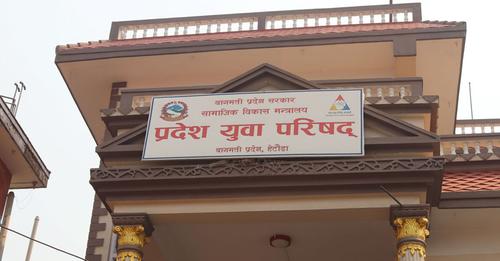 बागमती प्रदेश सरकार
सामाजिक विकास मन्त्रालय
प्रदेश युवा परिषद्
बागमती प्रदेश, हेटौंडा